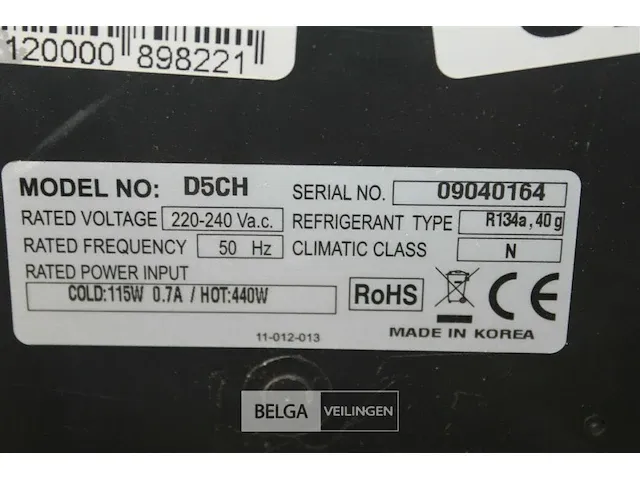 120000 898221
MODEL NO: D5CH
SERIAL NO. 09040164
RATED VOLTAGE 220-240 Va.c.
REFRIGERANT TYPE R134a, 40 g
RATED FREQUENCY 50 Hz
CLIMATIC CLASS N
RATED POWER INPUT
COLD:115W 0.7A / HOT:440W
RoHS
CE
11-012-013
MADE IN KOREA
BELGA VEILINGEN